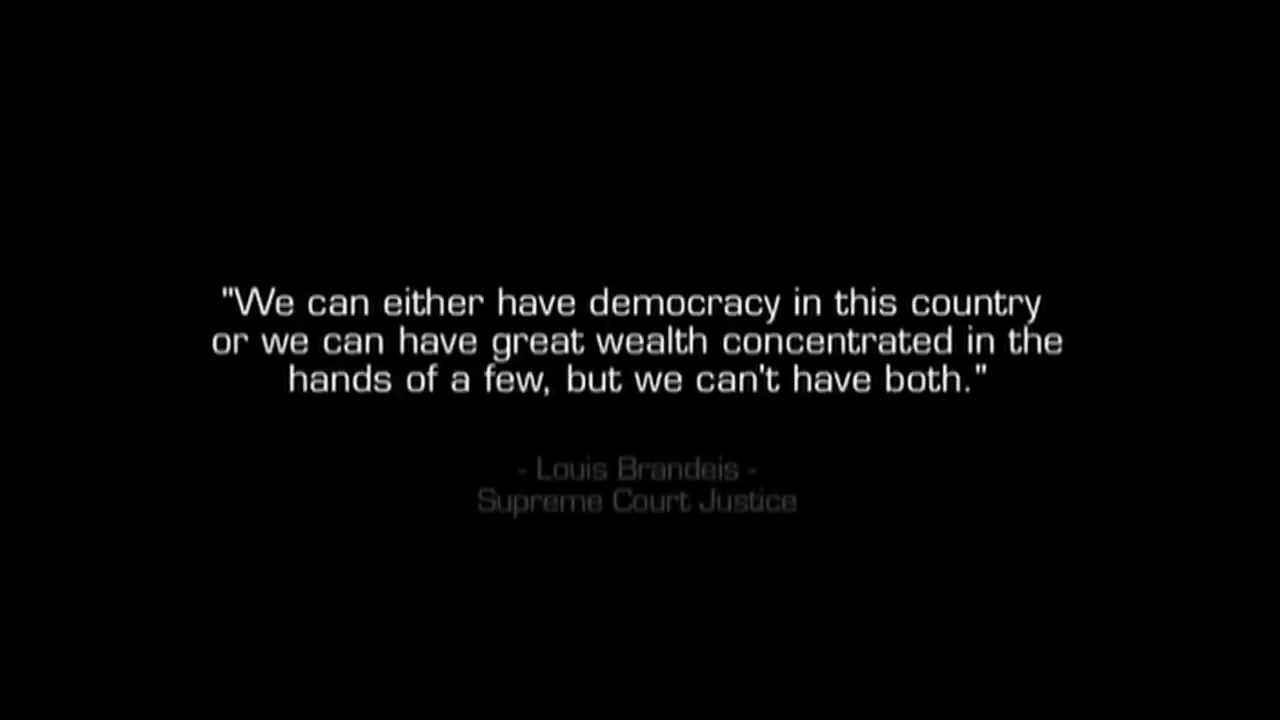 "We can either have democracy in this country
or we can have great wealth concentrated in the
hands of a few, but we can't have both."
- Louis Brandeis -
Supreme Court Justice